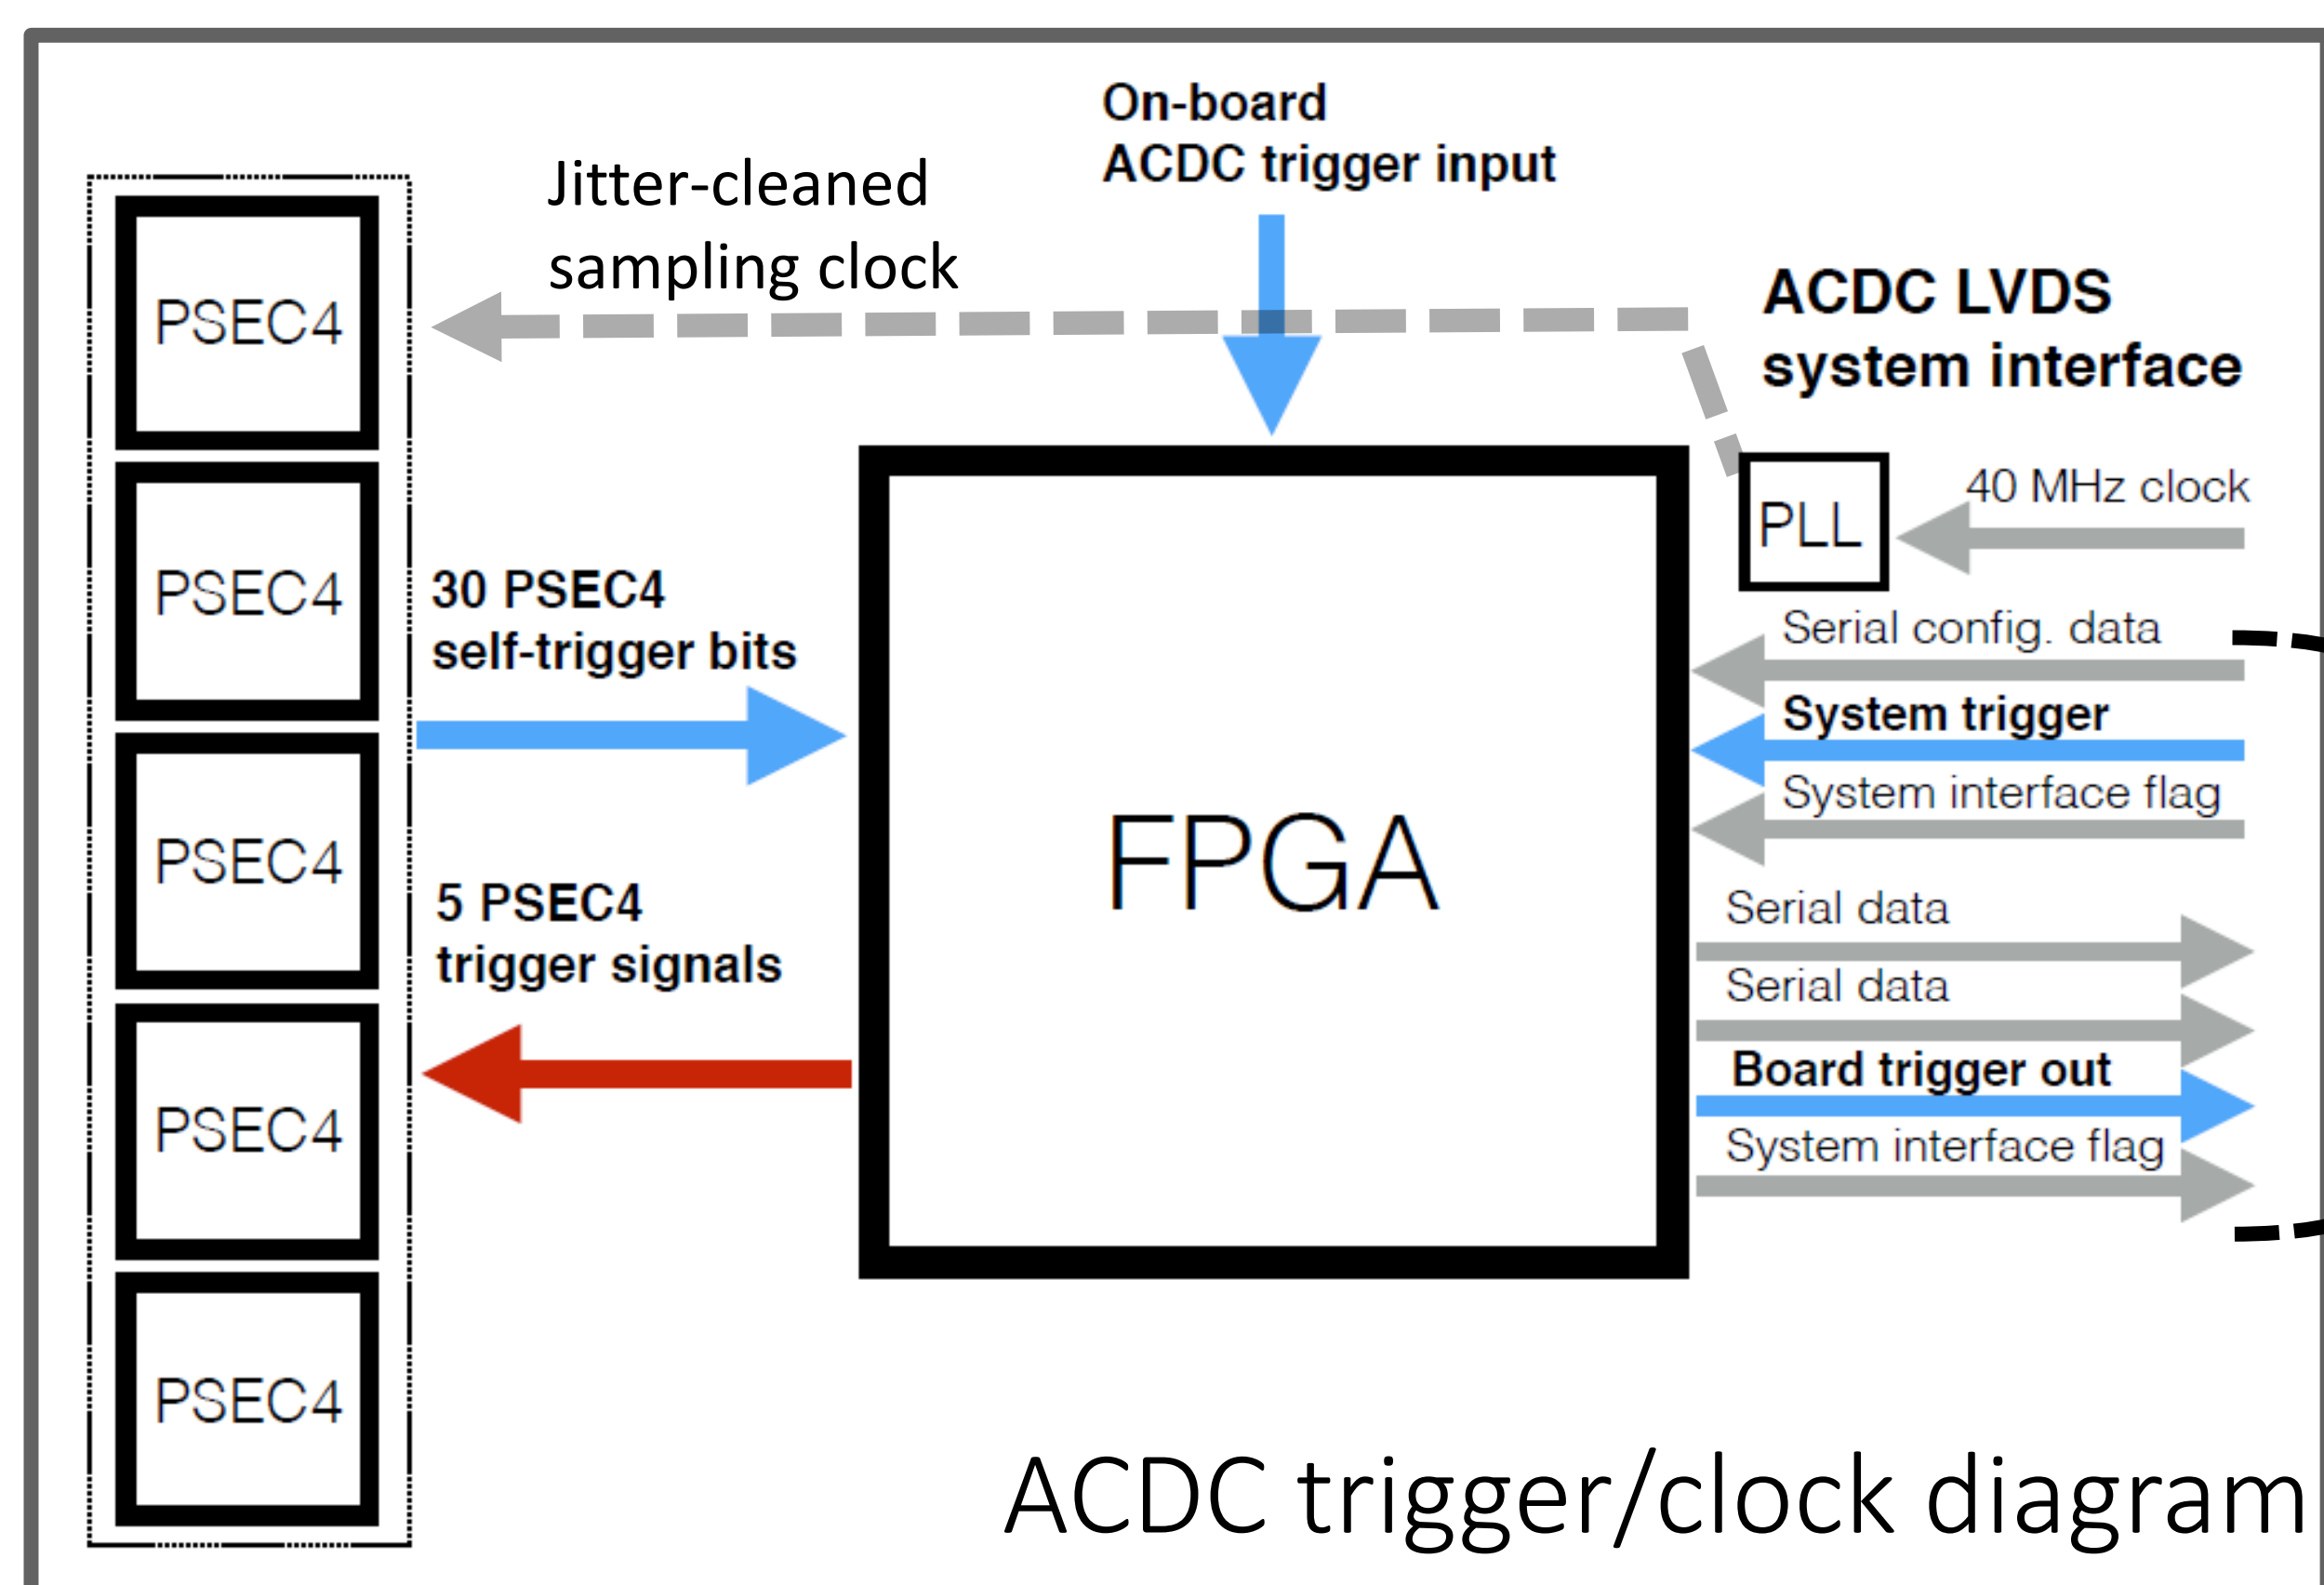 On-board
ACDC trigger input
Jitter-cleaned
sampling clock
ACDC LVDS
system interface
PSEC4
PSEC4
PSEC4
PSEC4
PSEC4
30 PSEC4
self-trigger bits
5 PSEC4
trigger signals
FPGA
PLL
40 MHz clock
Serial config. data
System trigger
System interface flag
Serial data
Serial data
Board trigger out
System interface flag
ACDC trigger/clock diagram